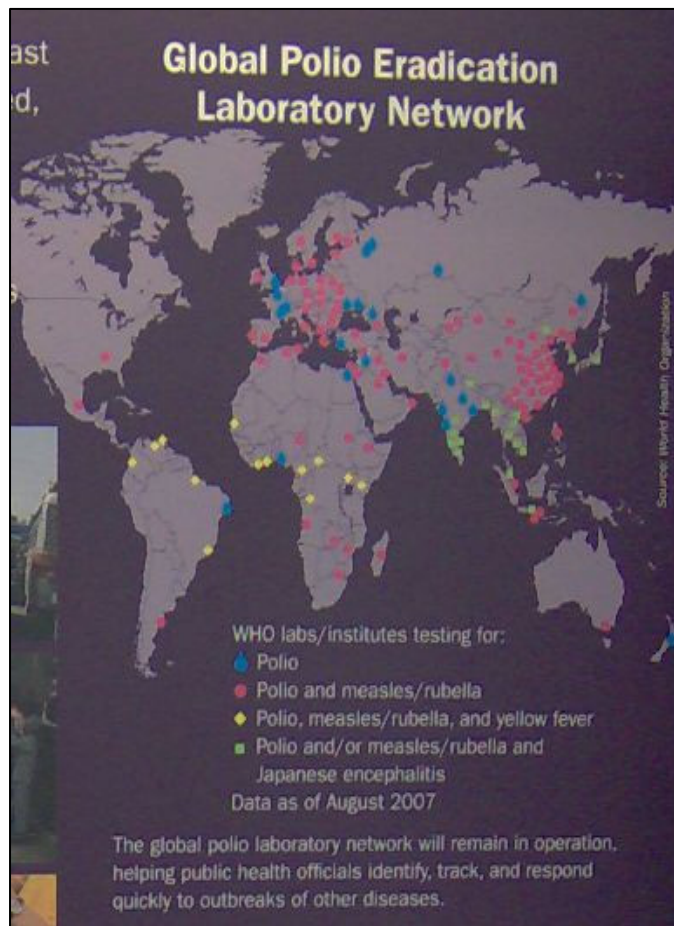 ast
d,
Global Polio Eradication
Laboratory Network
Source: World Health Organization
WHO labs/institutes testing for:
Polio
Polio and measles/rubella
Polio, measles/rubella, and yellow fever
Polio and/or measles/rubella and
Japanese encephalitis
Data as of August 2007
The global polio laboratory network will remain in operation,
helping public health officials identify, track, and respond
quickly to outbreaks of other diseases.